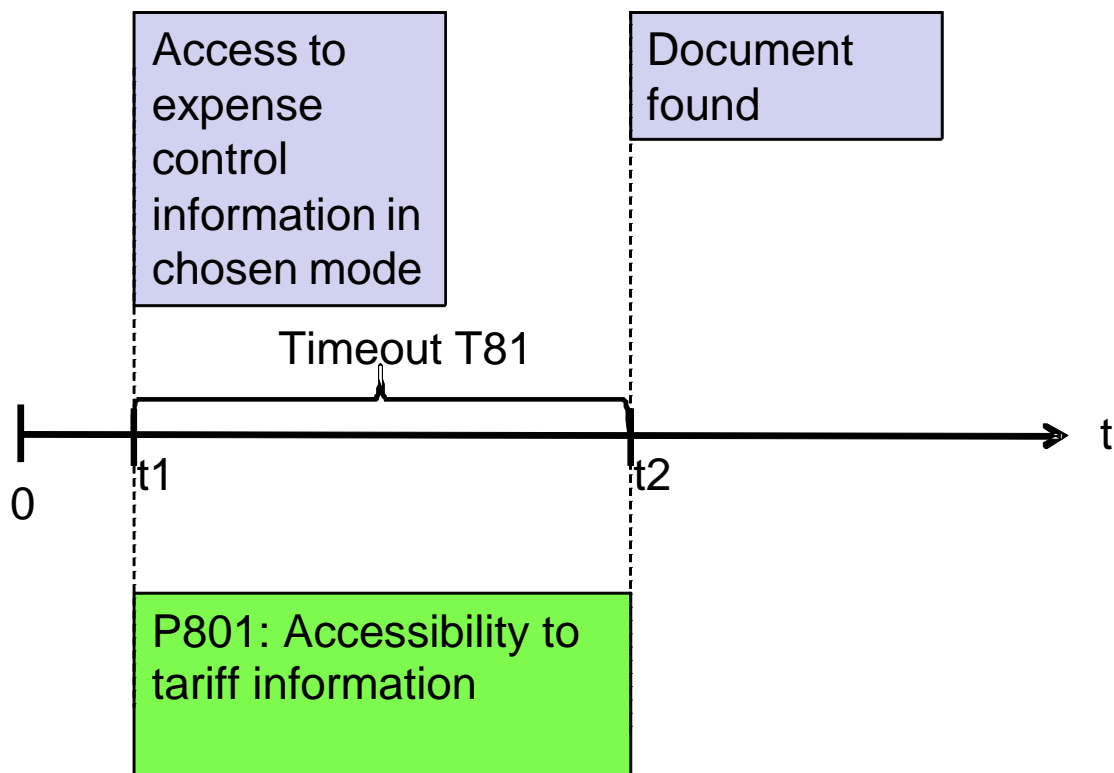 Access to
expense
control
information in
chosen mode
Document
found
Timeout T81
t
t1
t2
0
P801: Accessibility to
tariff information